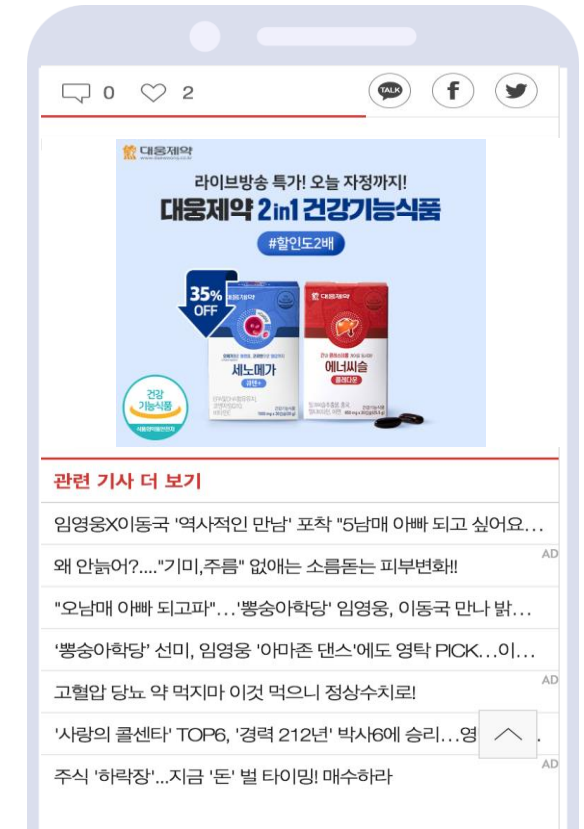 0 2 TALK f
대웅제약
라이브방송 특가! 오늘 자정까지!
대웅제약 2in1 건강기능식품
#할인도2배
35%
OFF
대웅제약
대웅제약
세노메가
에너씨슬
건강
기능식품
관련 기사 더 보기
임영웅X이동국 '역사적인 만남' 포착 "5남매 아빠 되고 싶어요...
AD
왜 안늙어?...."기미,주름" 없애는 소름돋는 피부변화!!
"오남매 아빠 되고파"...'뽕숭아학당' 임영웅, 이동국 만나 밝...
'뽕숭아학당' 선미, 임영웅 '아마존 댄스'에도 영탁 PICK...이...
AD
고혈압 당뇨 약 먹지마 이것 먹으니 정상수치로!
'사랑의 콜센타' TOP6, '경력 212년' 박사6에 승리...영
AD
주식 '하락장'...지금 '돈' 벌 타이밍! 매수하라